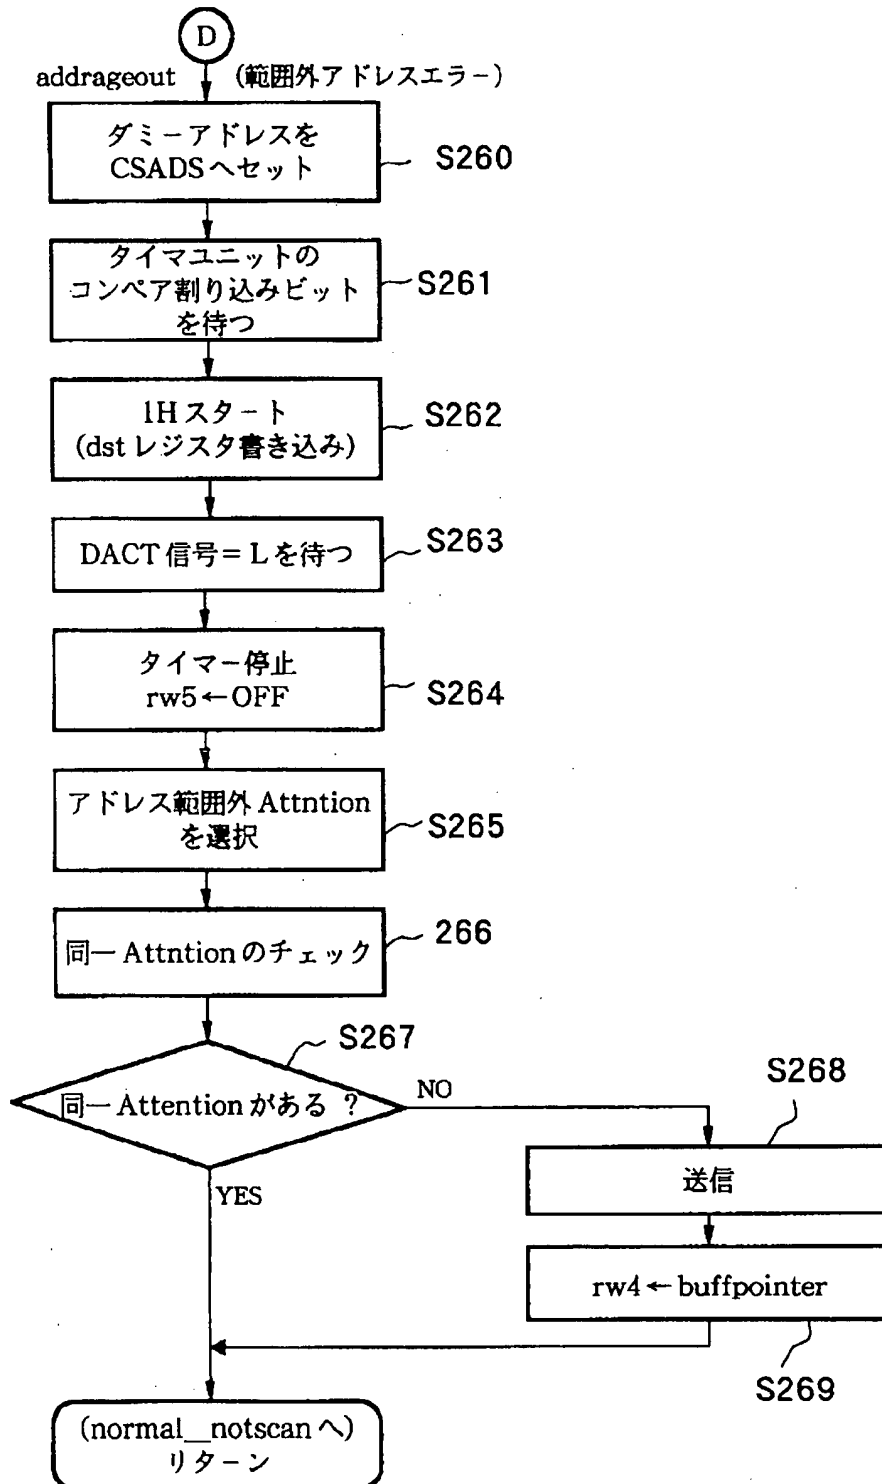 D
addrageout (範囲外アドレスエラー)
ダミーアドレスを
CSADSへセット
S260
タイマユニットの
コンペア割り込みビット
を待つ
S261
1Hスタート
(dstレジスタ書き込み)
S262
DACT信号=Lを待つ
S263
タイマー停止
rw5←OFF
S264
アドレス範囲外Attntion
を選択
S265
同一Attntionのチェック
266
S267
同一Attentionがある ?
NO
YES
S268
送信
rw4←buffpointer
S269
(normal__notscanへ)
リターン